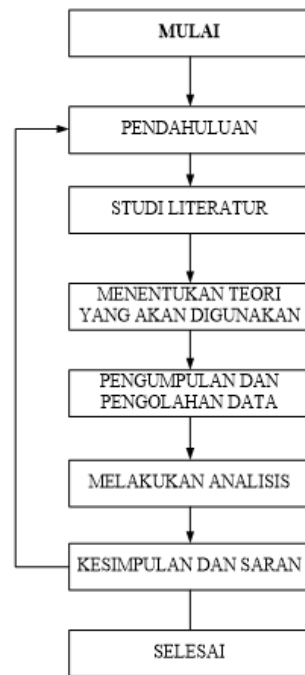 MULAI
PENDAHULUAN
STUDI LITERATUR
MENENTUKAN TEORI
YANG AKAN DIGUNAKAN
PENGUMPULAN DAN
PENGOLAHAN DATA
MELAKUKAN ANALISIS
KESIMPULAN DAN SARAN
SELESAI